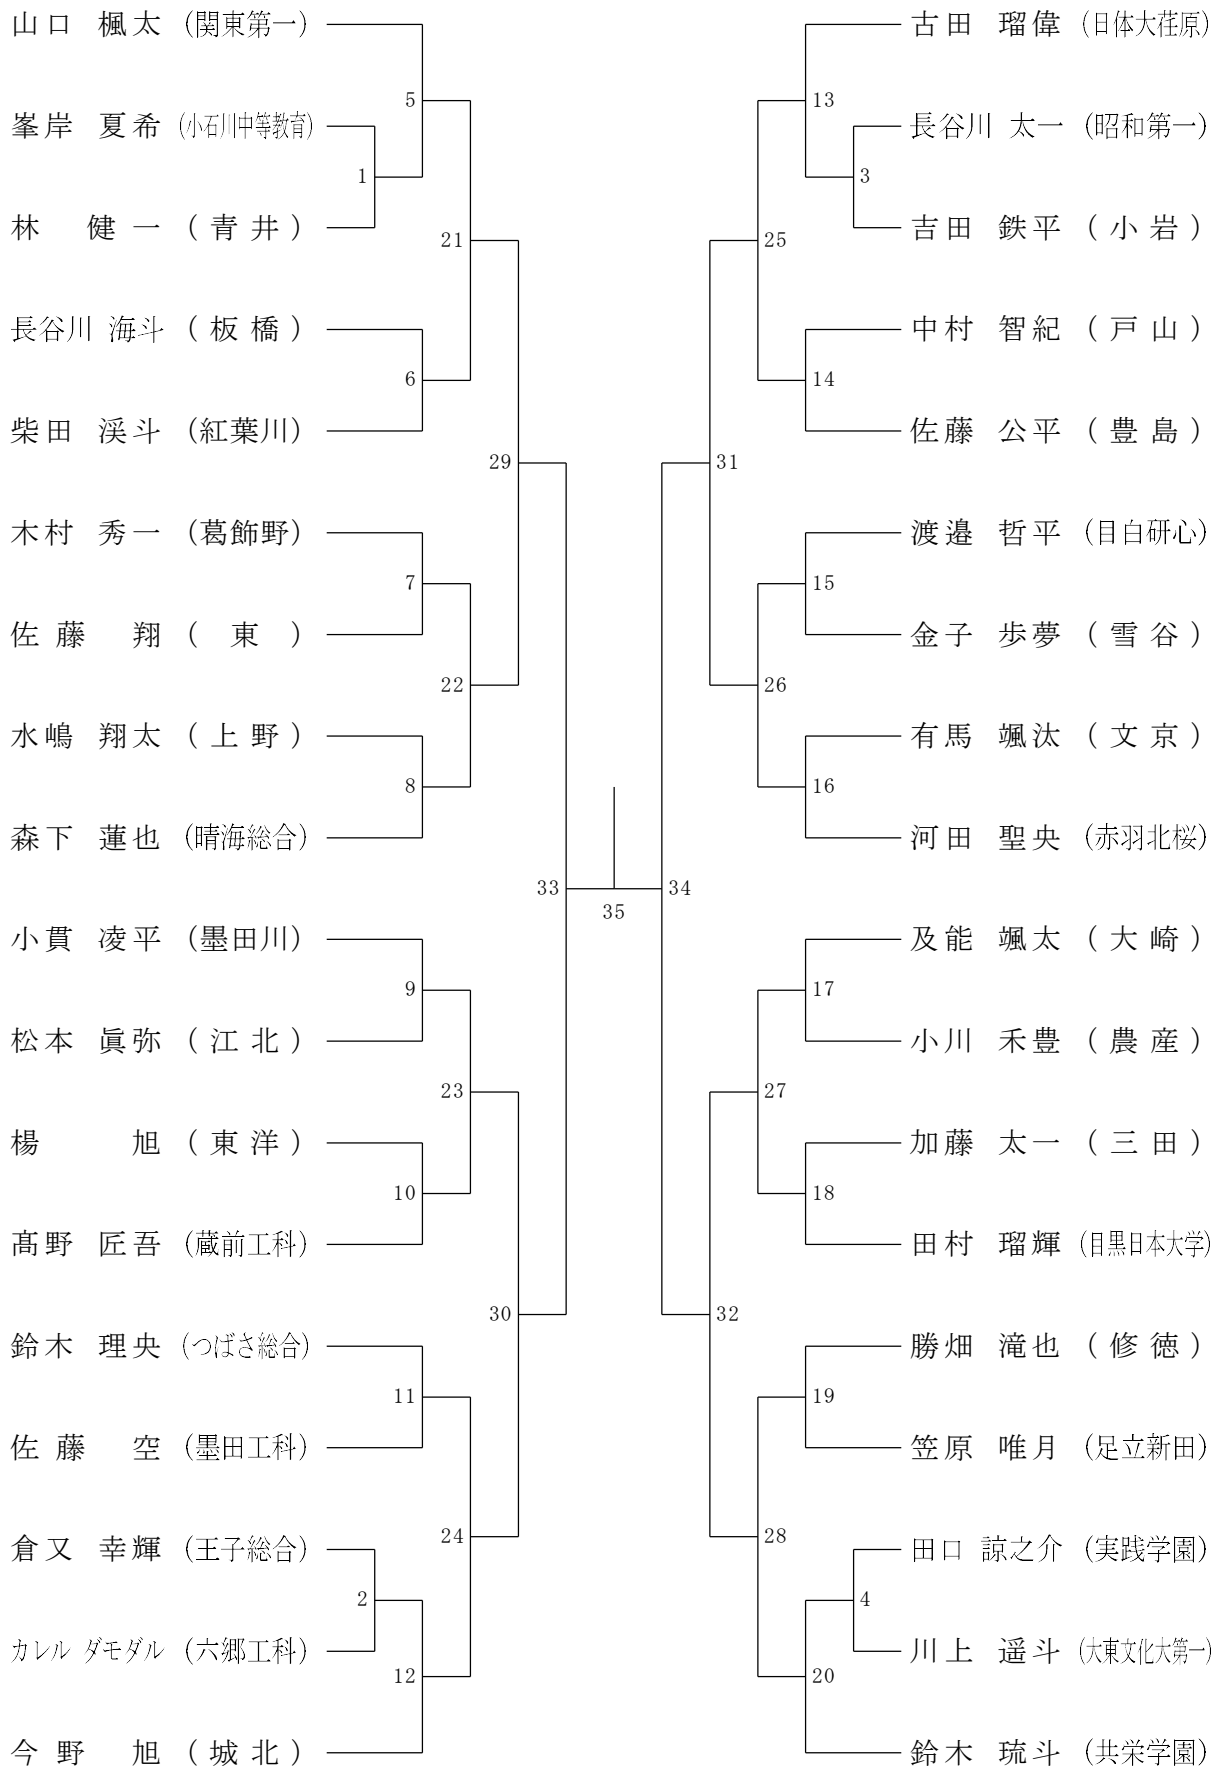 山口 楓太 (関東第一)
5
峯岸 夏希 (小石川中等教育)
1
林 健一 (青井)
21
長谷川 海斗 (板橋)
6
柴田 渓斗 (紅葉川)
29
木村 秀一 (葛飾野)
7
佐藤 翔 (東)
22
水嶋 翔太 (上野)
8
森下 蓮也 (晴海総合)
33
小貫 凌平 (墨田川)
9
松本 眞弥 (江北)
23
楊 旭 (東洋)
10
髙野 匠吾 (蔵前工科)
30
鈴木 理央 (つばさ総合)
11
佐藤 空 (墨田工科)
24
倉又 幸輝 (王子総合)
2
カレル ダモダル (六郷工科)
12
今野 旭 (城北)
35
古田 瑠偉 (日体大荏原)
13
長谷川 太一 (昭和第一)
3
吉田 鉄平 (小岩)
25
中村 智紀 (戸山)
14
佐藤 公平 (豊島)
31
渡邉 哲平 (目白研心)
15
金子 歩夢 (雪谷)
26
有馬 颯汰 (文京)
16
河田 聖央 (赤羽北桜)
34
及能 颯太 (大崎)
17
小川 禾豊 (農産)
27
加藤 太一 (三田)
18
田村 瑠輝 (目黒日本大学)
32
勝畑 滝也 (修徳)
19
笠原 唯月 (足立新田)
28
田口 諒之介 (実践学園)
4
川上 遥斗 (大東文化大第一)
20
鈴木 琉斗 (共栄学園)